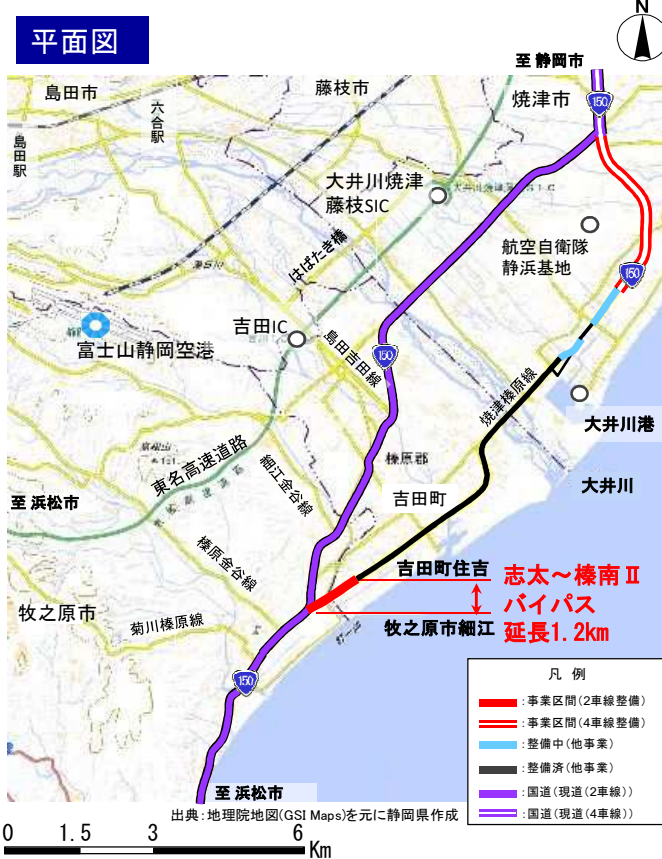 平面図
N
至 静岡市
島田市
六合駅
藤枝市
焼津市
150
島田駅
大井川焼津
藤枝SIC
航空自衛隊
静浜基地
はばたき橋
150
吉田IC
富士山静岡空港
島田吉田線
150
焼津榛原線
大井川港
東名高速道路
細江金谷線
榛原郡
大井川
至 浜松市
吉田町
榛原金谷線
吉田町住吉
志太～榛南Ⅱ
バイパス
延長1.2km
牧之原市
菊川榛原線
牧之原市細江
150
凡 例
:事業区間(2車線整備)
:事業区間(4車線整備)
:整備中(他事業)
:整備済(他事業)
:国道(現道(2車線))
:国道(現道(4車線))
至 浜松市
出典:地理院地図(GSI Maps)を元に静岡県作成
0 1.5 3 6 Km